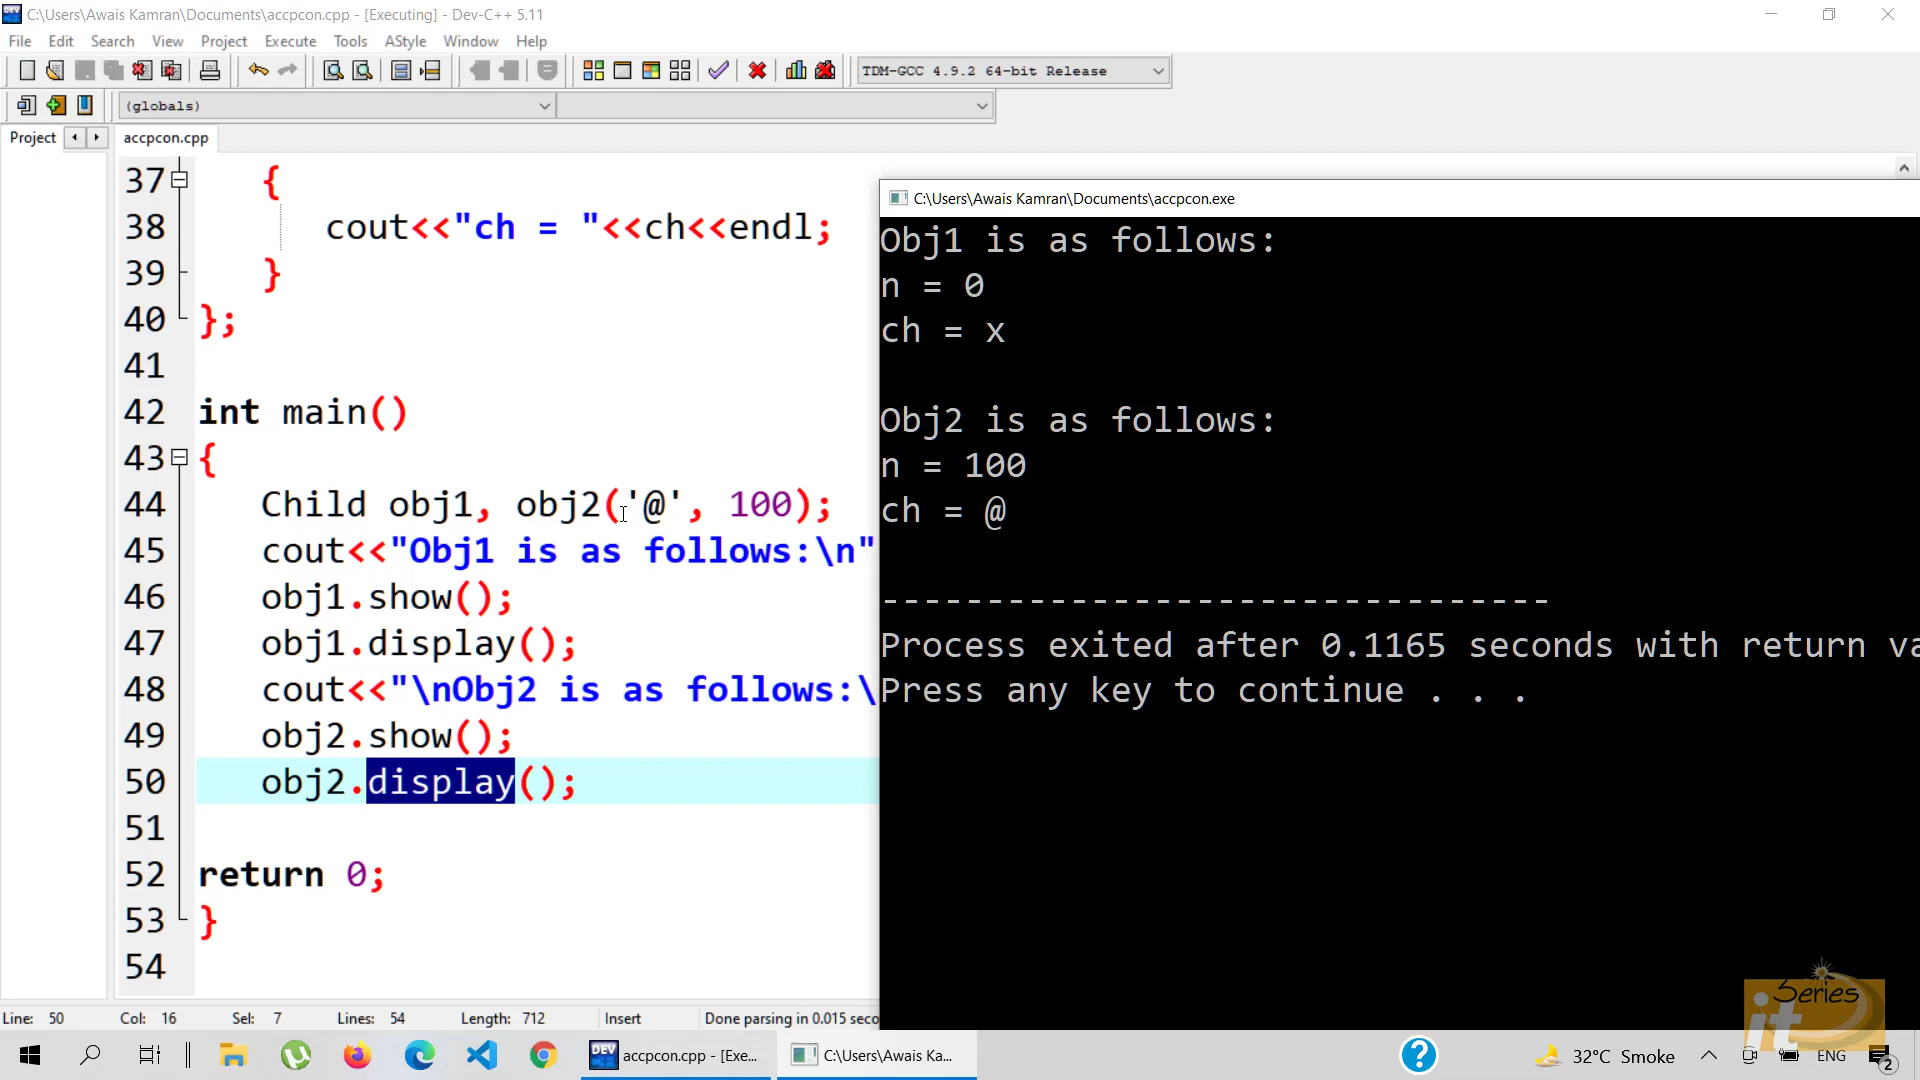 C:\Users\Awais Kamran\Documents\accpcon.cpp - [Executing] - Dev-C++ 5.11
File Edit Search View Project Execute Tools AStyle Window Help
TDM-GCC 4.9.2 64-bit Release
(globals)
Project accpcon.cpp
37 {
38 cout<<"ch = "<<ch<<endl;
39 }
40 };
41
42 int main()
43 {
44 Child obj1, obj2('@', 100);
45 cout<<"Obj1 is as follows:\n"
46 obj1.show();
47 obj1.display();
48 cout<<"\nObj2 is as follows:\
49 obj2.show();
50 obj2.display();
51
52 return 0;
53 }
54
C:\Users\Awais Kamran\Documents\accpcon.exe
Obj1 is as follows:
n = 0
ch = x
Obj2 is as follows:
n = 100
ch = @
--------------------------------
Process exited after 0.1165 seconds with return va
Press any key to continue . . .
Line: 50 Col: 16 Sel: 7 Lines: 54 Length: 712 Insert Done parsing in 0.015 seco
it Series
DEV accpcon.cpp - [Exe... C:\Users\Awais Ka... 32°C Smoke ENG 2